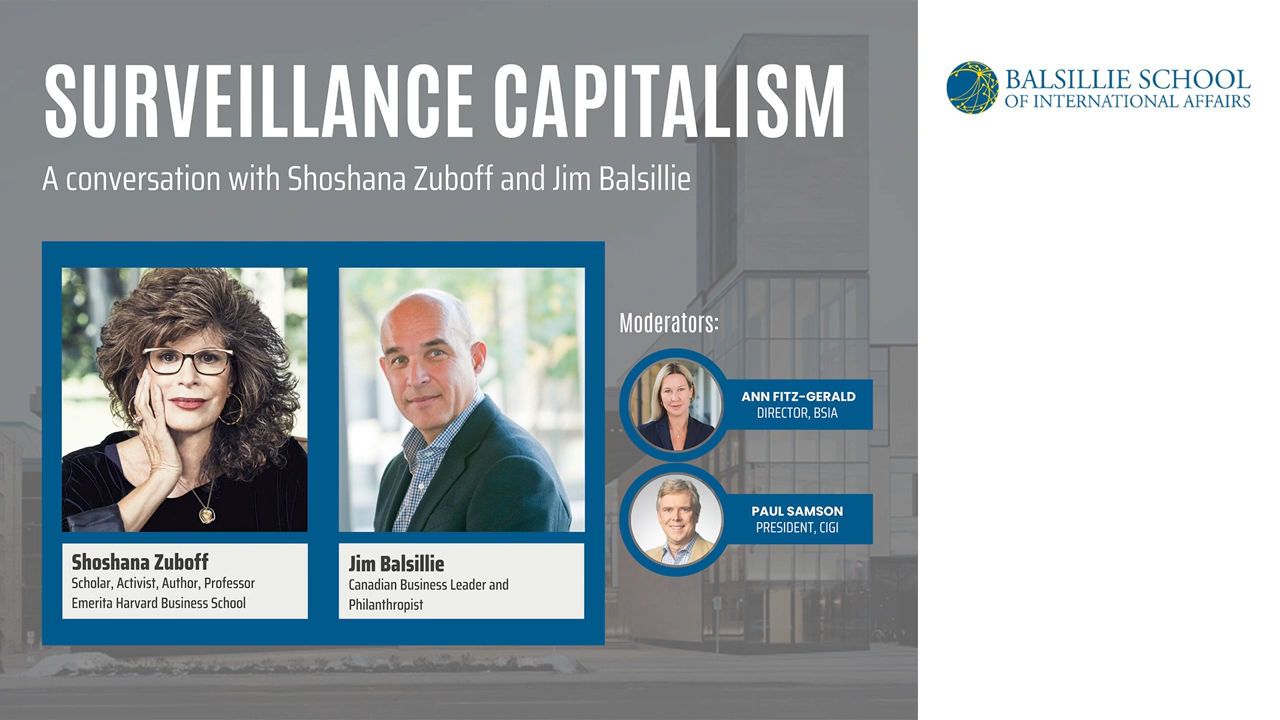 SURVEILLANCE CAPITALISM
A conversation with Shoshana Zuboff and Jim Balsillie
Shoshana Zuboff
Scholar, Activist, Author, Professor
Emerita Harvard Business School
Jim Balsillie
Canadian Business Leader and
Philanthropist
Moderators:
ANN FITZ-GERALD
DIRECTOR, BSIA
PAUL SAMSON
PRESIDENT, CIGI
BALSILLIE SCHOOL
OF INTERNATIONAL AFFAIRS